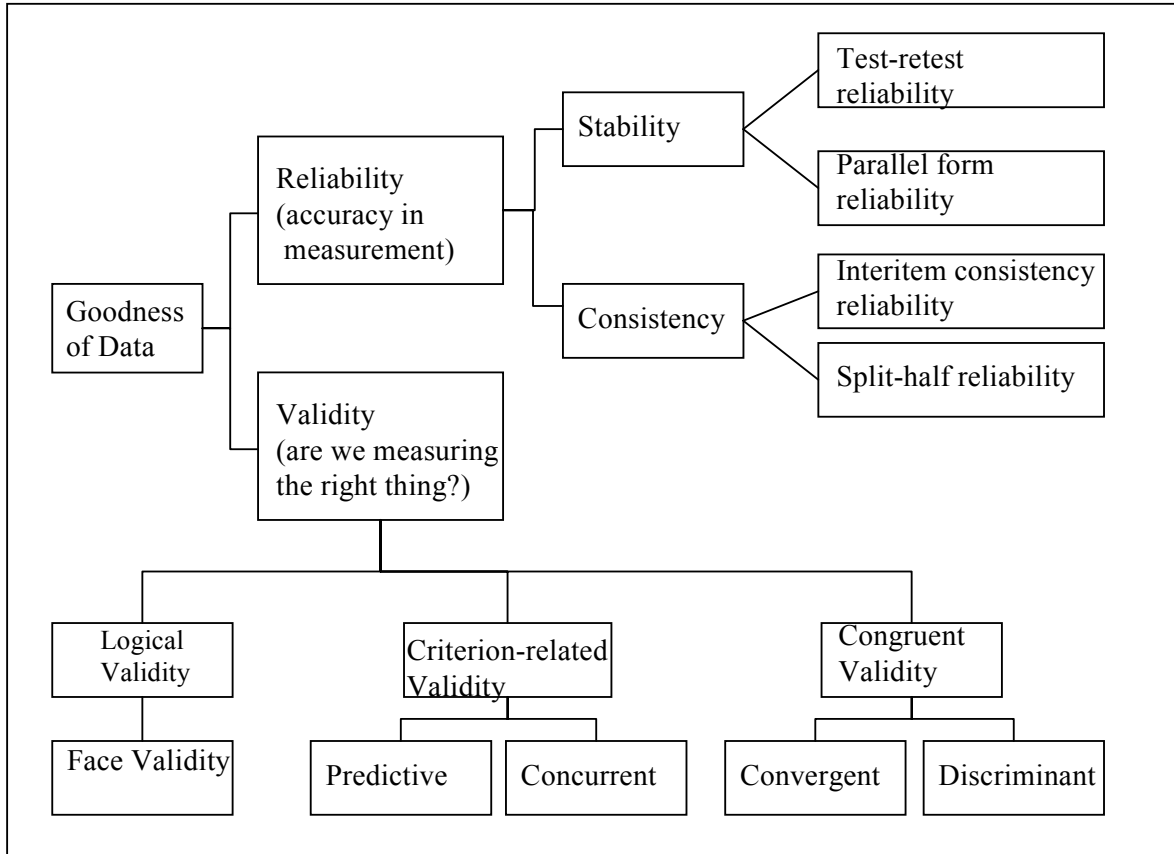 Goodness
of Data
Reliability
(accuracy in
measurement)
Validity
(are we measuring
the right thing?)
Stability
Consistency
Test-retest
reliability
Parallel form
reliability
Interitem consistency
reliability
Split-half reliability
Logical
Validity
Face Validity
Criterion-related
Validity
Predictive
Concurrent
Congruent
Validity
Convergent
Discriminant